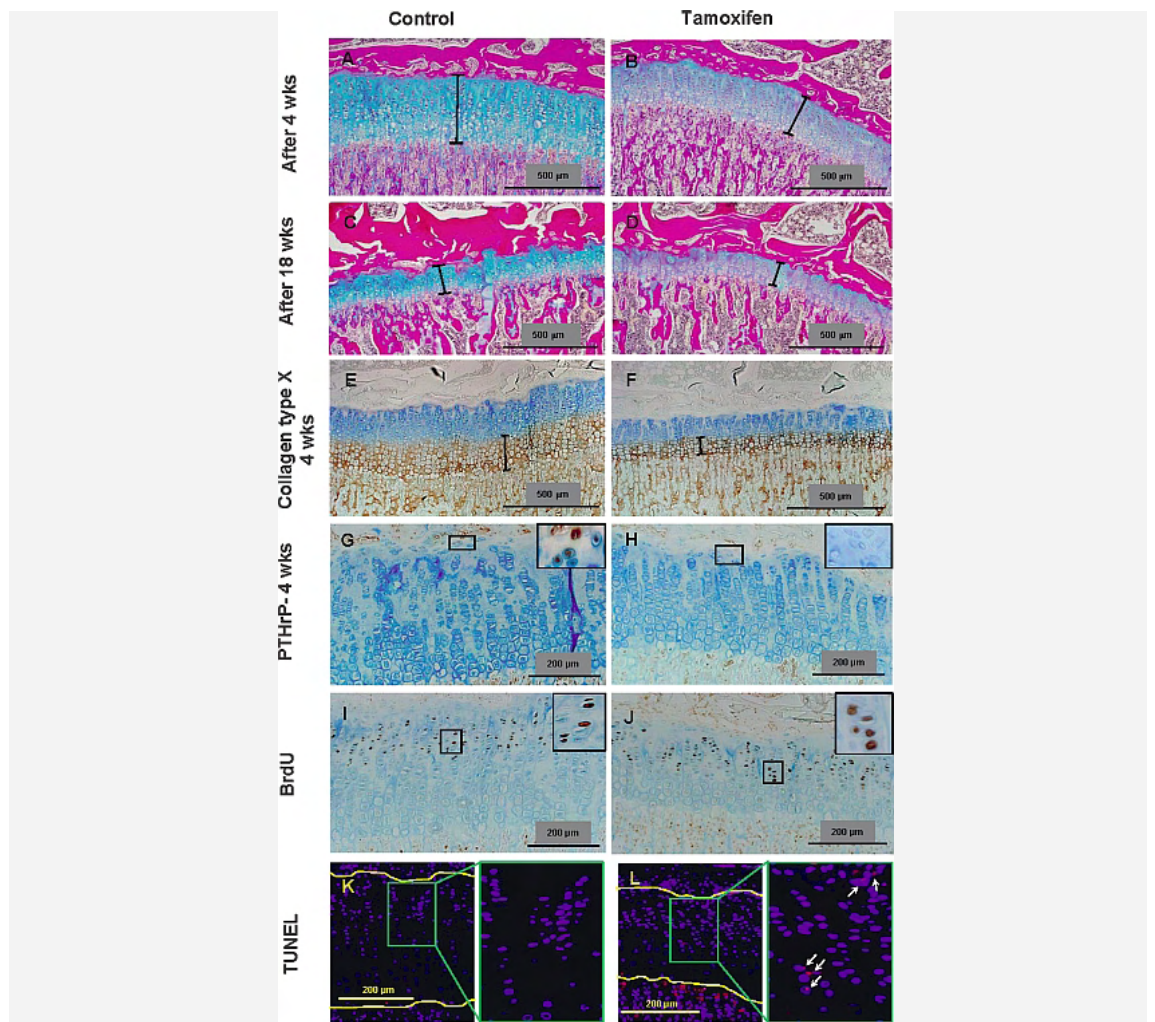 Control
Tamoxifen
After 4 wks
A
500 µm
B
500 µm
After 18 wks
C
500 µm
D
500 µm
Collagen type X
4 wks
E
500 µm
F
500 µm
PTHrP- 4 wks
G
200 µm
H
200 µm
BrdU
I
200 µm
J
200 µm
TUNEL
K
200 µm
L
200 µm